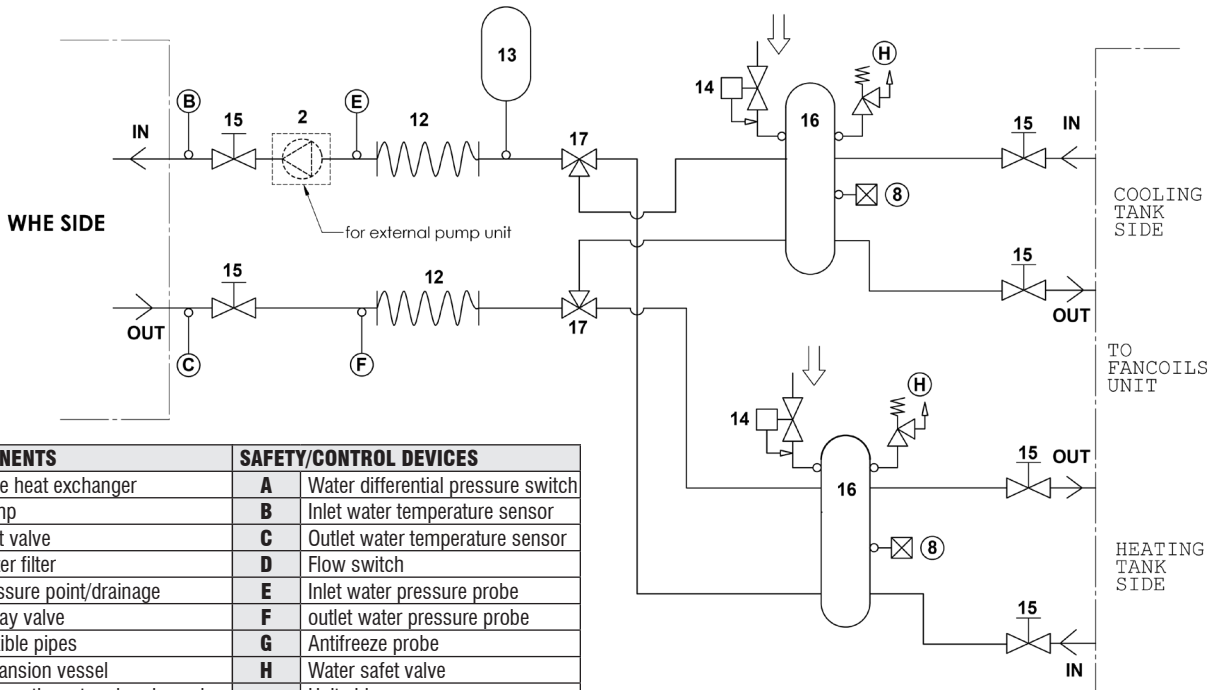 13
H
14
B
15
2
E
12
17
16
15
IN
IN
8
COOLING
TANK
SIDE
WHE SIDE
for external pump unit
15
12
15
OUT
17
OUT
C
F
TO
FANCOILS
UNIT
H
14
15
OUT
16
8
HEATING
TANK
SIDE
15
IN
NENTS SAFETY/CONTROL DEVICES
e heat exchanger A Water differential pressure switch
np B Inlet water temperature sensor
t valve C Outlet water temperature sensor
er filter D Flow switch
ssure point/drainage E Inlet water pressure probe
ay valve F outlet water pressure probe
ible pipes G Antifreeze probe
ansion vessel H Water safet valve